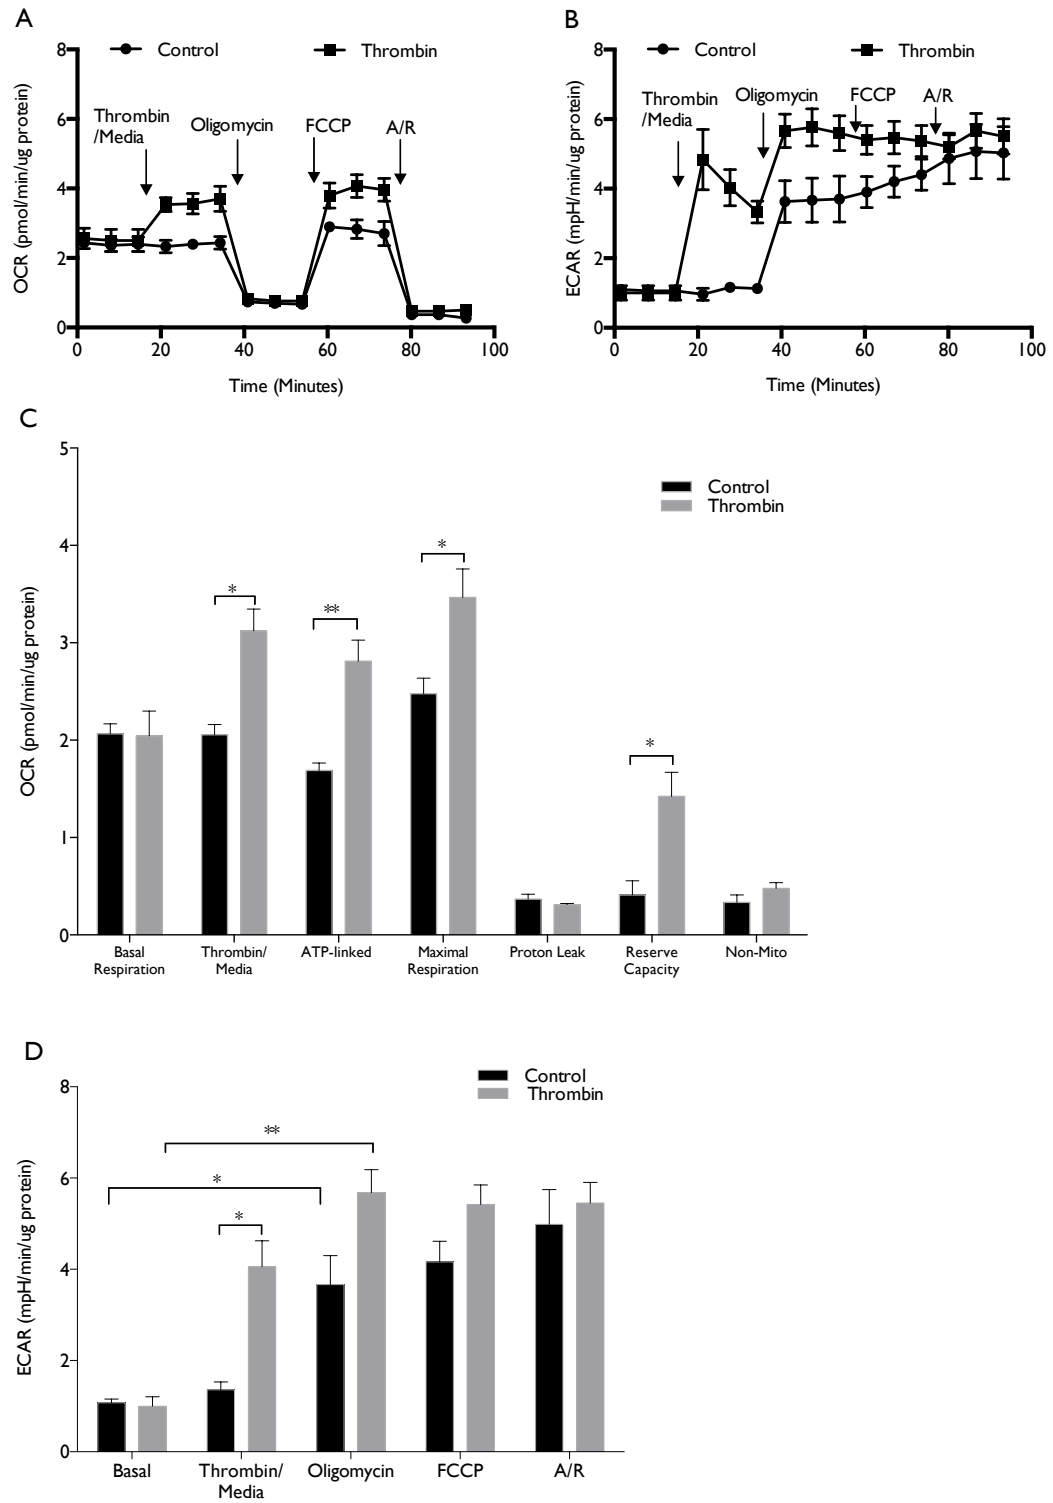 A
Control
Thrombin
8
6
4
2
0
OCR (pmol/min/ug protein)
Thrombin
/Media
Oligomycin
FCCP
A/R
0 20 40 60 80 100
Time (Minutes)
B
Control
Thrombin
8
6
4
2
0
ECAR (mpH/min/ug protein)
Thrombin
/Media
Oligomycin
FCCP
A/R
0 20 40 60 80 100
Time (Minutes)
C
Control
Thrombin
5
4
3
2
1
0
OCR (pmol/min/ug protein)
*
**
*
*
Basal
Respiration
Thrombin/
Media
ATP-linked
Maximal
Respiration
Proton Leak
Reserve
Capacity
Non-Mito
D
Control
Thrombin
8
6
4
2
0
ECAR (mpH/min/ug protein)
**
*
*
Basal
Thrombin/
Media
Oligomycin
FCCP
A/R